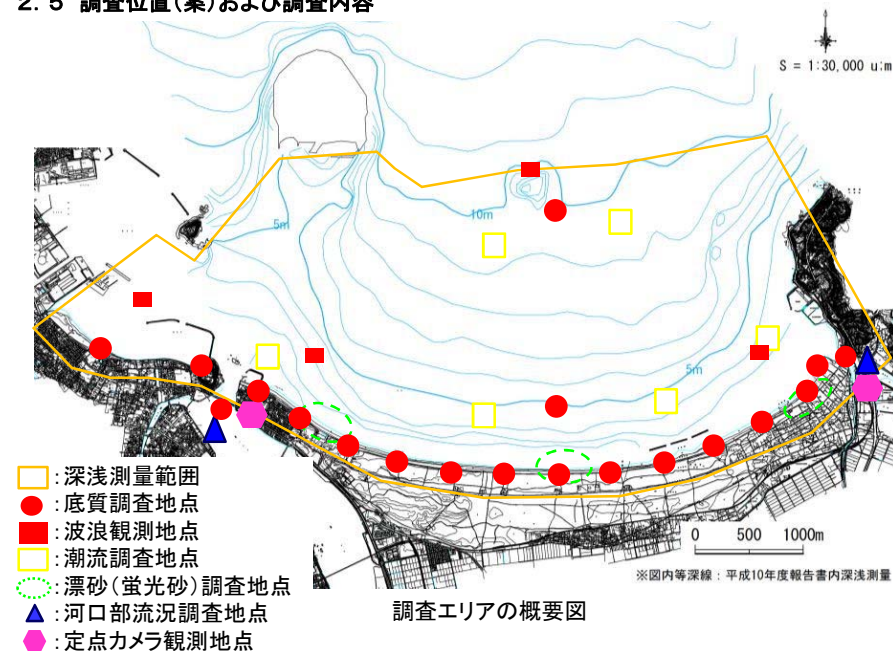 2．5 調査位置(案)および調査内容
S = 1:30,000 u:m
5m
10m
5m
：深浅測量範囲
：底質調査地点
：波浪観測地点
：潮流調査地点
：漂砂(蛍光砂)調査地点
：河口部流況調査地点
：定点カメラ観測地点
0 500 1000m
※図内等深線：平成10年度報告書内深浅測量
調査エリアの概要図